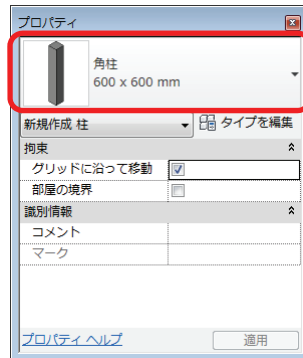 プロパティ
角柱
600 x 600 mm
新規作成 柱
タイプを編集
拘束
グリッドに沿って移動
部屋の境界
識別情報
コメント
マーク
プロパティ ヘルプ
適用